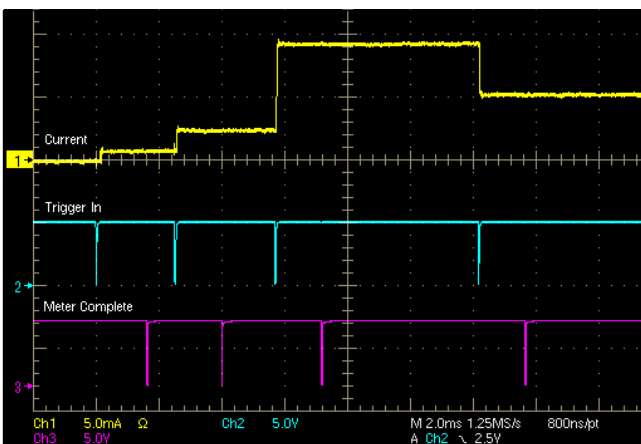 Current
1
Trigger In
2
Meter Complete
3
Ch1 5.0mA Ω Ch2 5.0V M 2.0ms 1.25MS/s 800ns/pt
Ch3 5.0V A Ch2 ∖ 2.5V